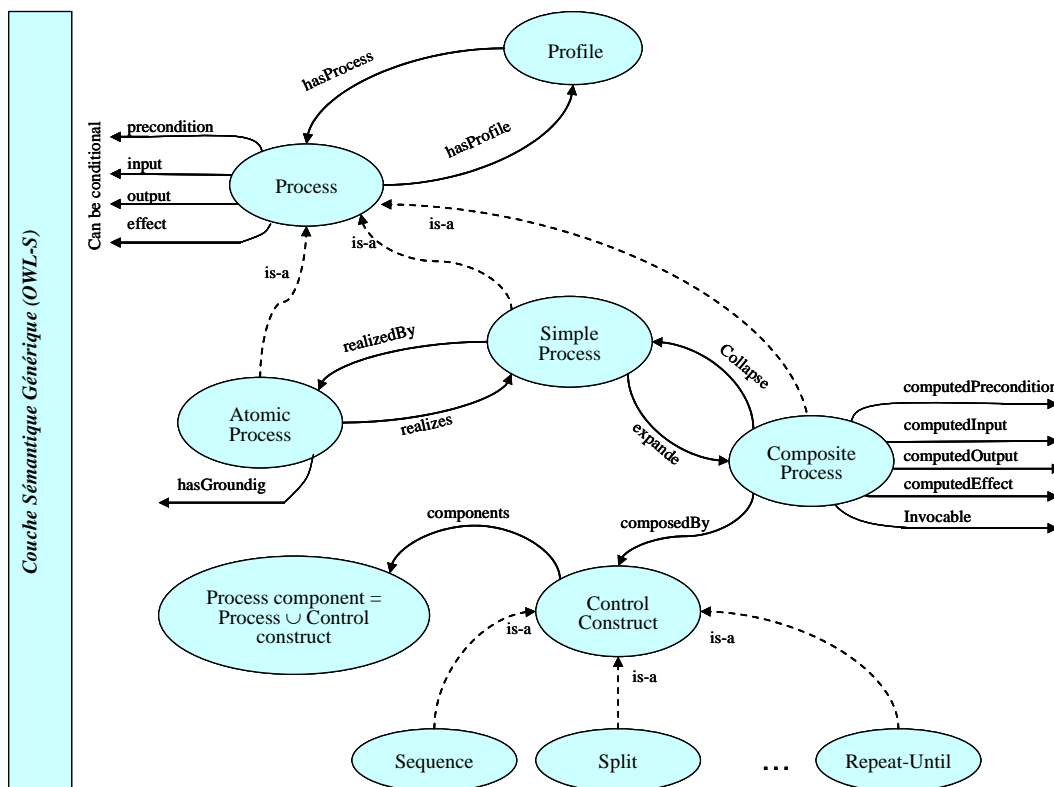 Couche Sémantique Générique (OWL-S)
Profile
hasProcess
hasProfile
Can be conditional
precondition
input
output
effect
Process
is-a
is-a
is-a
realizedBy
realizes
Simple
Process
Collapse
expande
Atomic
Process
hasGroundig
Composite
Process
computedPrecondition
computedInput
computedOutput
computedEffect
Invocable
components
composedBy
Process component =
Process ∪ Control
construct
Control
Construct
is-a
is-a
is-a
Sequence
Split
...
Repeat-Until